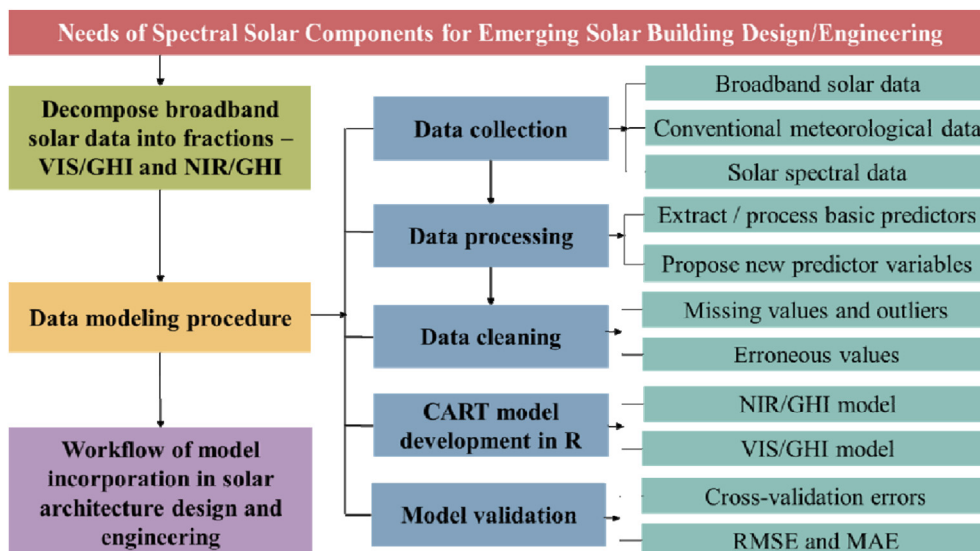 Needs of Spectral Solar Components for Emerging Solar Building Design/Engineering
Decompose broadband
solar data into fractions –
VIS/GHI and NIR/GHI
Data modeling procedure
Workflow of model
incorporation in solar
architecture design and
engineering
Data collection
Data processing
Data cleaning
CART model
development in R
Model validation
Broadband solar data
Conventional meteorological data
Solar spectral data
Extract / process basic predictors
Propose new predictor variables
Missing values and outliers
Erroneous values
NIR/GHI model
VIS/GHI model
Cross-validation errors
RMSE and MAE